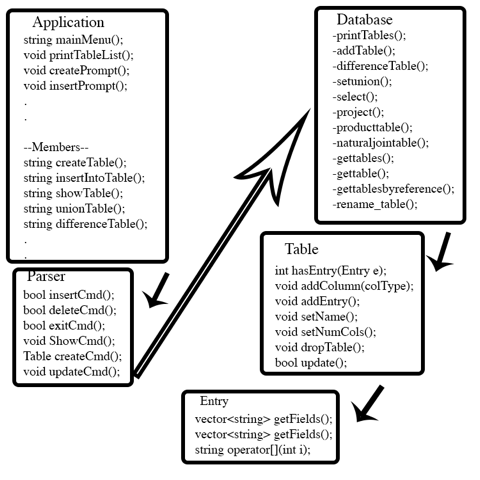 Application
string mainMenu();
void printTableList();
void createPrompt();
void insertPrompt();
.
.
--Members--
string createTable();
string insertIntoTable();
string showTable();
string unionTable();
string differenceTable();
.
.
Parser
bool insertCmd();
bool deleteCmd();
bool exitCmd();
void ShowCmd();
Table createCmd();
void updateCmd();
Database
-printTables();
-addTable();
-differenceTable();
-setunion();
-select();
-project();
-producttable();
-naturaljointable();
-gettables();
-gettable();
-gettablesbyreference();
-rename_table();
Table
int hasEntry(Entry e);
void addColumn(colType);
void addEntry();
void setName();
void setNumCols();
void dropTable();
bool update();
Entry
vector<string> getFields();
vector<string> getFields();
string operator[](int i);